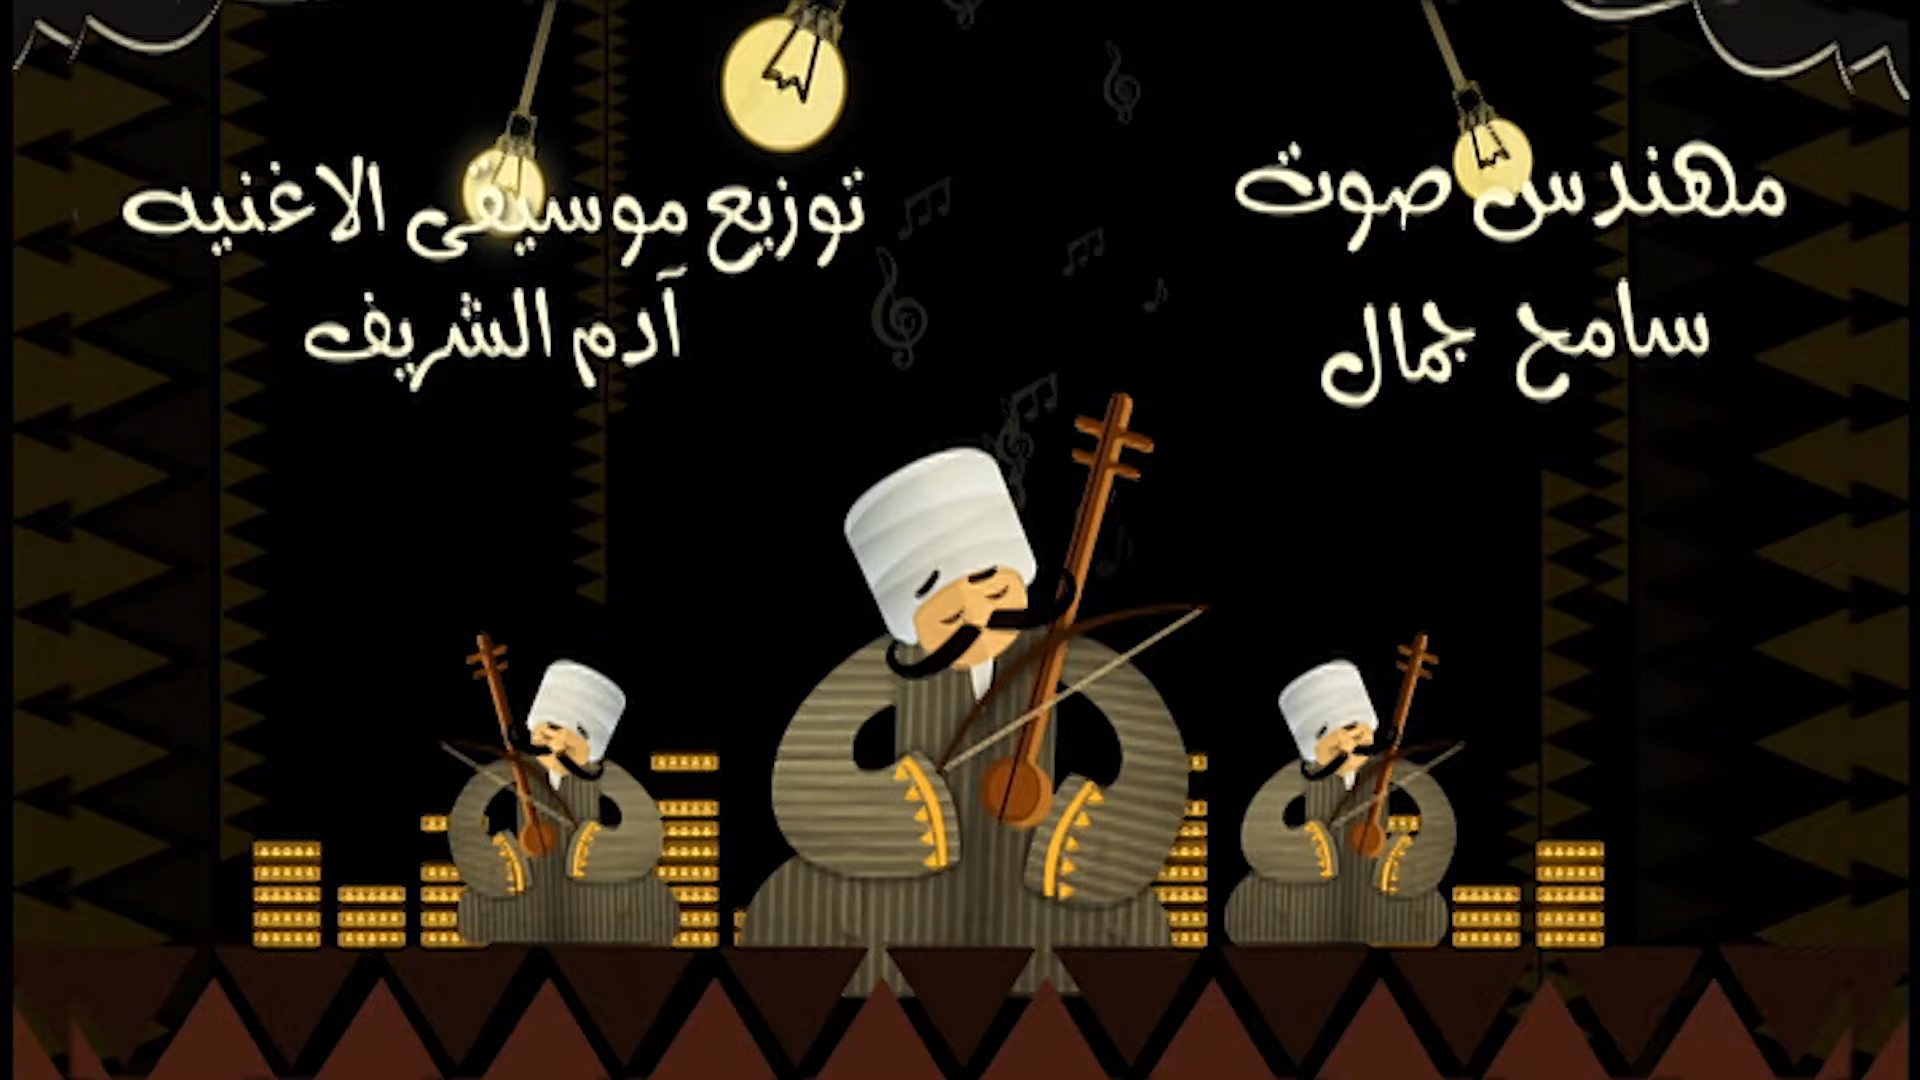 مهندس صوت
سامح جمال
توزيع موسيقى الاغنيه
آدم الشريف